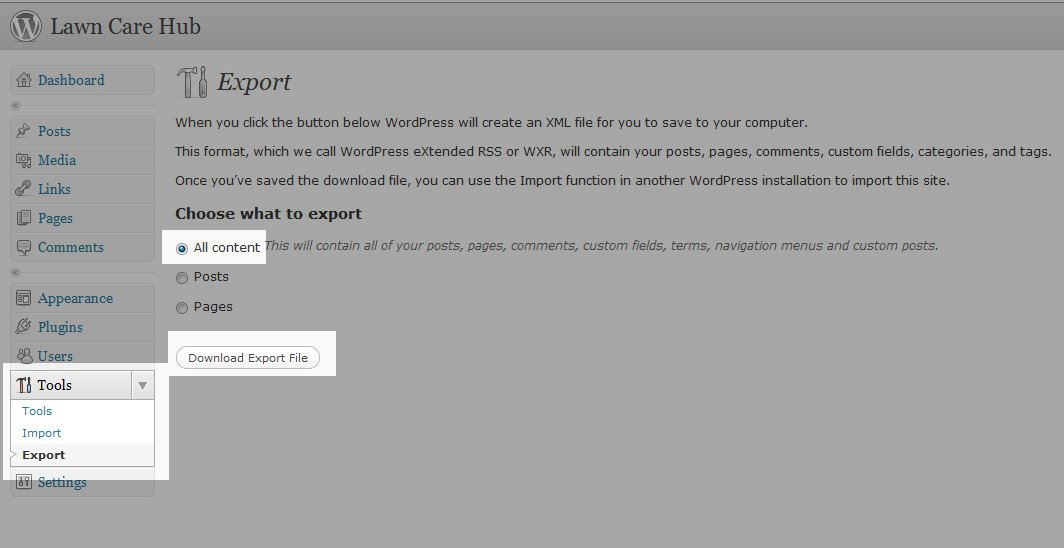 Lawn Care Hub
Dashboard
Posts
Media
Links
Pages
Comments
Appearance
Plugins
Users
Tools
Tools
Import
Export
Settings
Export
When you click the button below WordPress will create an XML file for you to save to your computer.
This format, which we call WordPress eXtended RSS or WXR, will contain your posts, pages, comments, custom fields, categories, and tags.
Once you’ve saved the download file, you can use the Import function in another WordPress installation to import this site.
Choose what to export
All content This will contain all of your posts, pages, comments, custom fields, terms, navigation menus and custom posts.
Posts
Pages
Download Export File